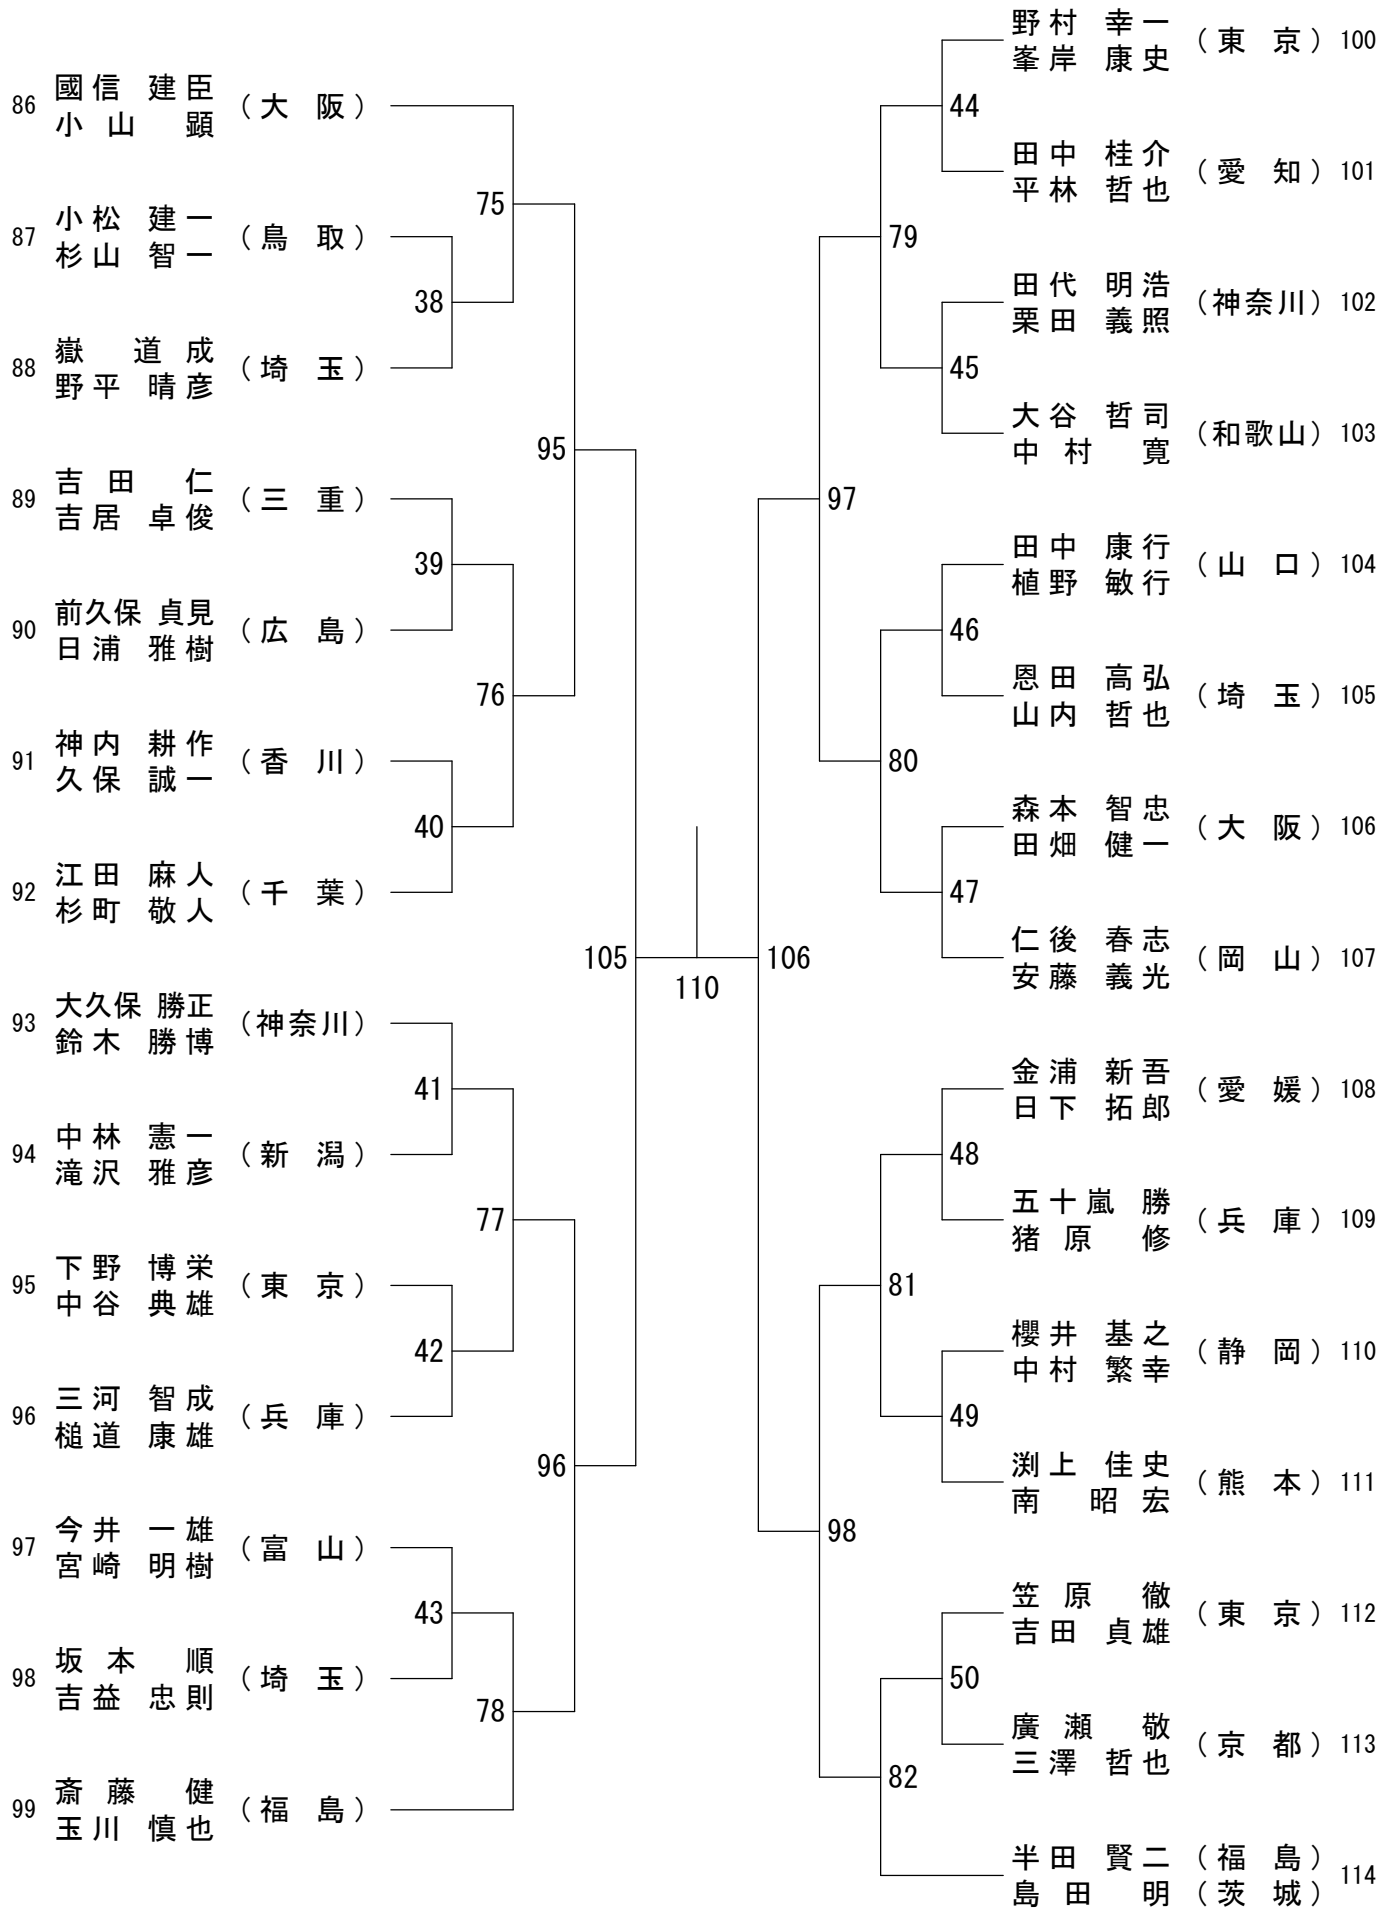 86 國信 建臣 (大阪)
小山 顕
75
87 小松 建一 (鳥取)
杉山 智一
38
88 嶽 道成 (埼玉)
野平 晴彦
95
89 吉田 仁 (三重)
吉居 卓俊
39
90 前久保 貞見 (広島)
日浦 雅樹
76
91 神内 耕作 (香川)
久保 誠一
40
92 江田 麻人 (千葉)
杉町 敬人
105
110
93 大久保 勝正 (神奈川)
鈴木 勝博
41
94 中林 憲一 (新潟)
滝沢 雅彦
77
95 下野 博栄 (東京)
中谷 典雄
42
96 三河 智成 (兵庫)
槌道 康雄
96
97 今井 一雄 (富山)
宮崎 明樹
43
98 坂本 順 (埼玉)
吉益 忠則
78
99 斎藤 健 (福島)
玉川 慎也
野村 幸一 (東京) 100
峯岸 康史
44
田中 桂介 (愛知) 101
平林 哲也
79
田代 明浩 (神奈川) 102
栗田 義照
45
大谷 哲司 (和歌山) 103
中村 寛
97
田中 康行 (山口) 104
植野 敏行
46
恩田 高弘 (埼玉) 105
山内 哲也
80
森本 智忠 (大阪) 106
田畑 健一
47
仁後 春志 (岡山) 107
安藤 義光
106
金浦 新吾 (愛媛) 108
日下 拓郎
48
五十嵐 勝 (兵庫) 109
猪原 修
81
櫻井 基之 (静岡) 110
中村 繁幸
49
渕上 佳史 (熊本) 111
南 昭宏
98
笠原 徹 (東京) 112
吉田 貞雄
50
廣瀬 敬 (京都) 113
三澤 哲也
82
半田 賢二 (福島) 114
島田 明 (茨城)